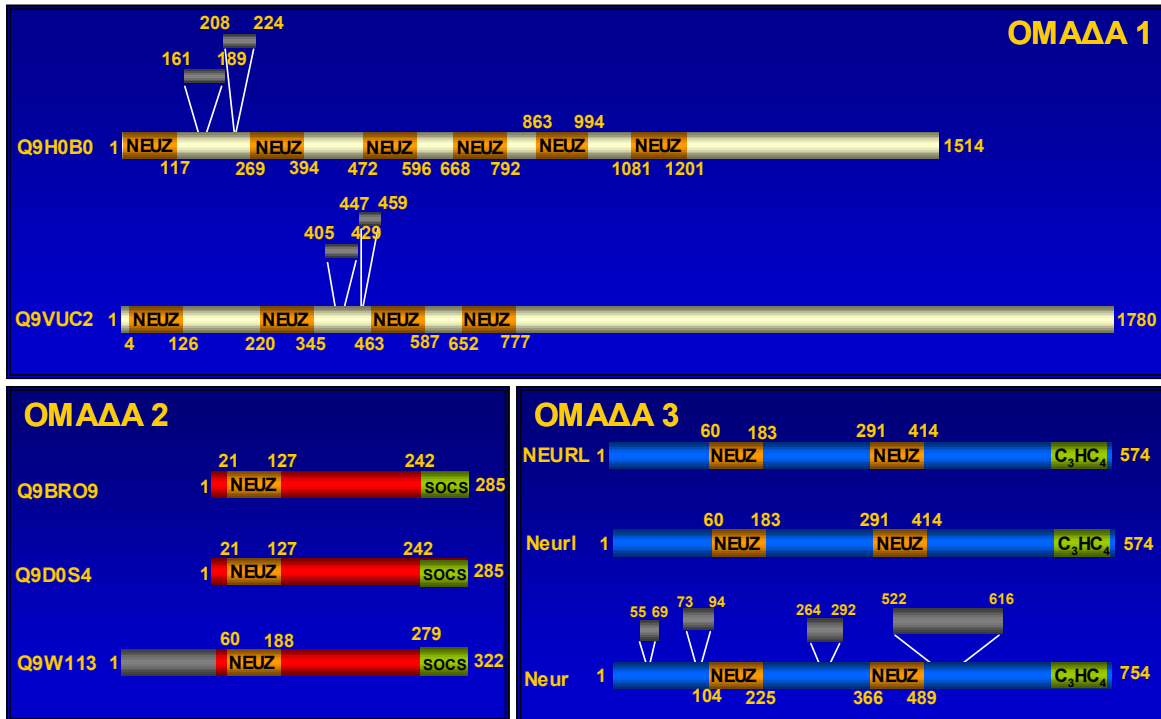 ΟΜΑΔΑ 1
208 224
161 189
863 994
Q9H0B0 1 NEUZ NEUZ NEUZ NEUZ NEUZ NEUZ 1514
117 269 394 472 596 668 792 1081 1201
447 459
405 429
Q9VUC2 1 NEUZ NEUZ NEUZ NEUZ 1780
4 126 220 345 463 587 652 777
ΟΜΑΔΑ 2
21 127 242
Q9BRO9 1 NEUZ SOCS 285
21 127 242
Q9D0S4 1 NEUZ SOCS 285
60 188 279
Q9W113 1 NEUZ SOCS 322
ΟΜΑΔΑ 3
60 183 291 414
NEURL 1 NEUZ NEUZ C₃HC₄ 574
60 183 291 414
Neurl 1 NEUZ NEUZ C₃HC₄ 574
55 69 73 94 264 292 522 616
Neur 1 NEUZ NEUZ C₃HC₄ 754
104 225 366 489